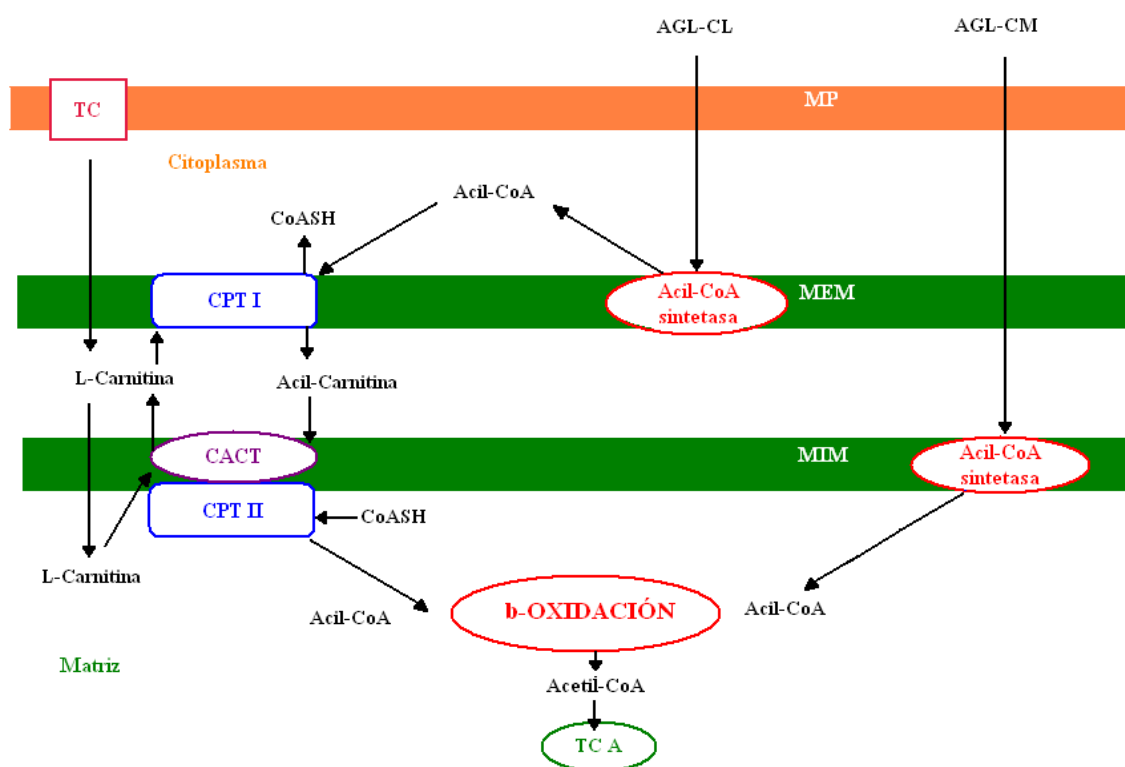 AGL-CL
AGL-CM
TC
MP
Citoplasma
Acil-CoA
CoASH
CPT I
Acil-CoA
sintetasa
MEM
L-Carnitina
Acil-Carnitina
CACT
MIM
Acil-CoA
sintetasa
CPT II
CoASH
L-Carnitina
Acil-CoA
b-OXIDACIÓN
Acil-CoA
Matriz
Acetil-CoA
TC A